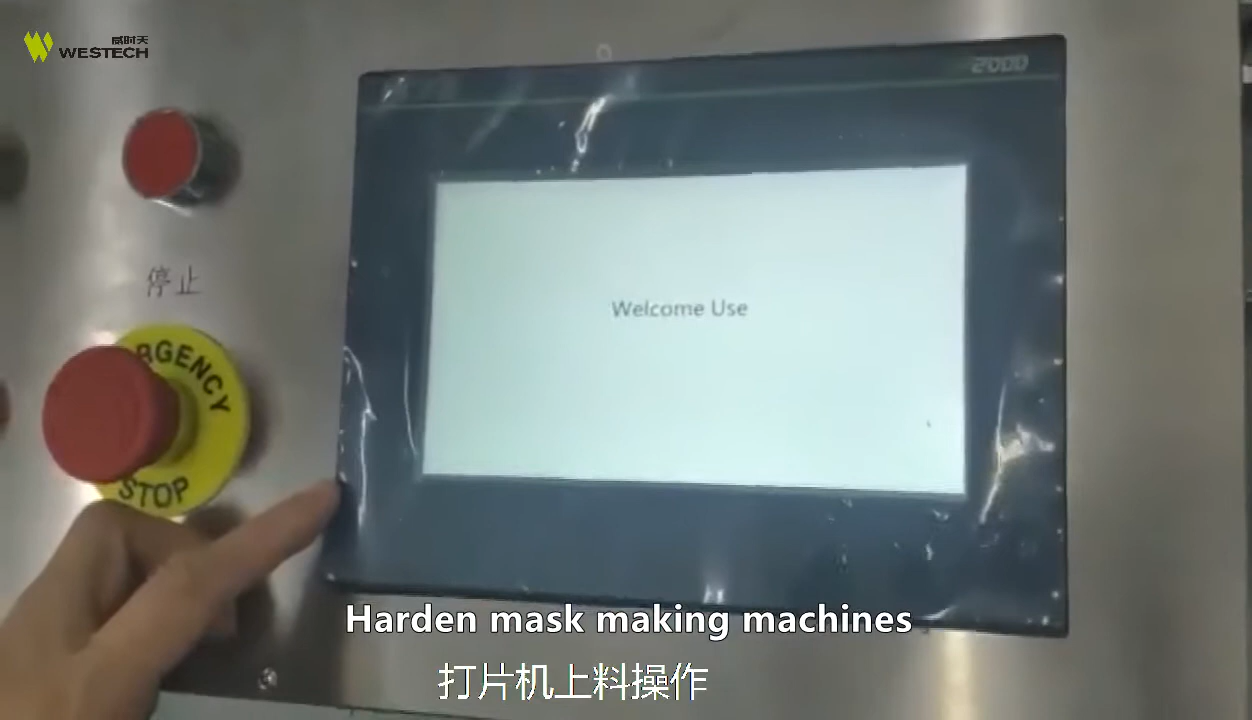 威时天
WESTECH
2000
停止
Welcome Use
RGENCY
STOP
Harden mask making machines
打片机上料操作